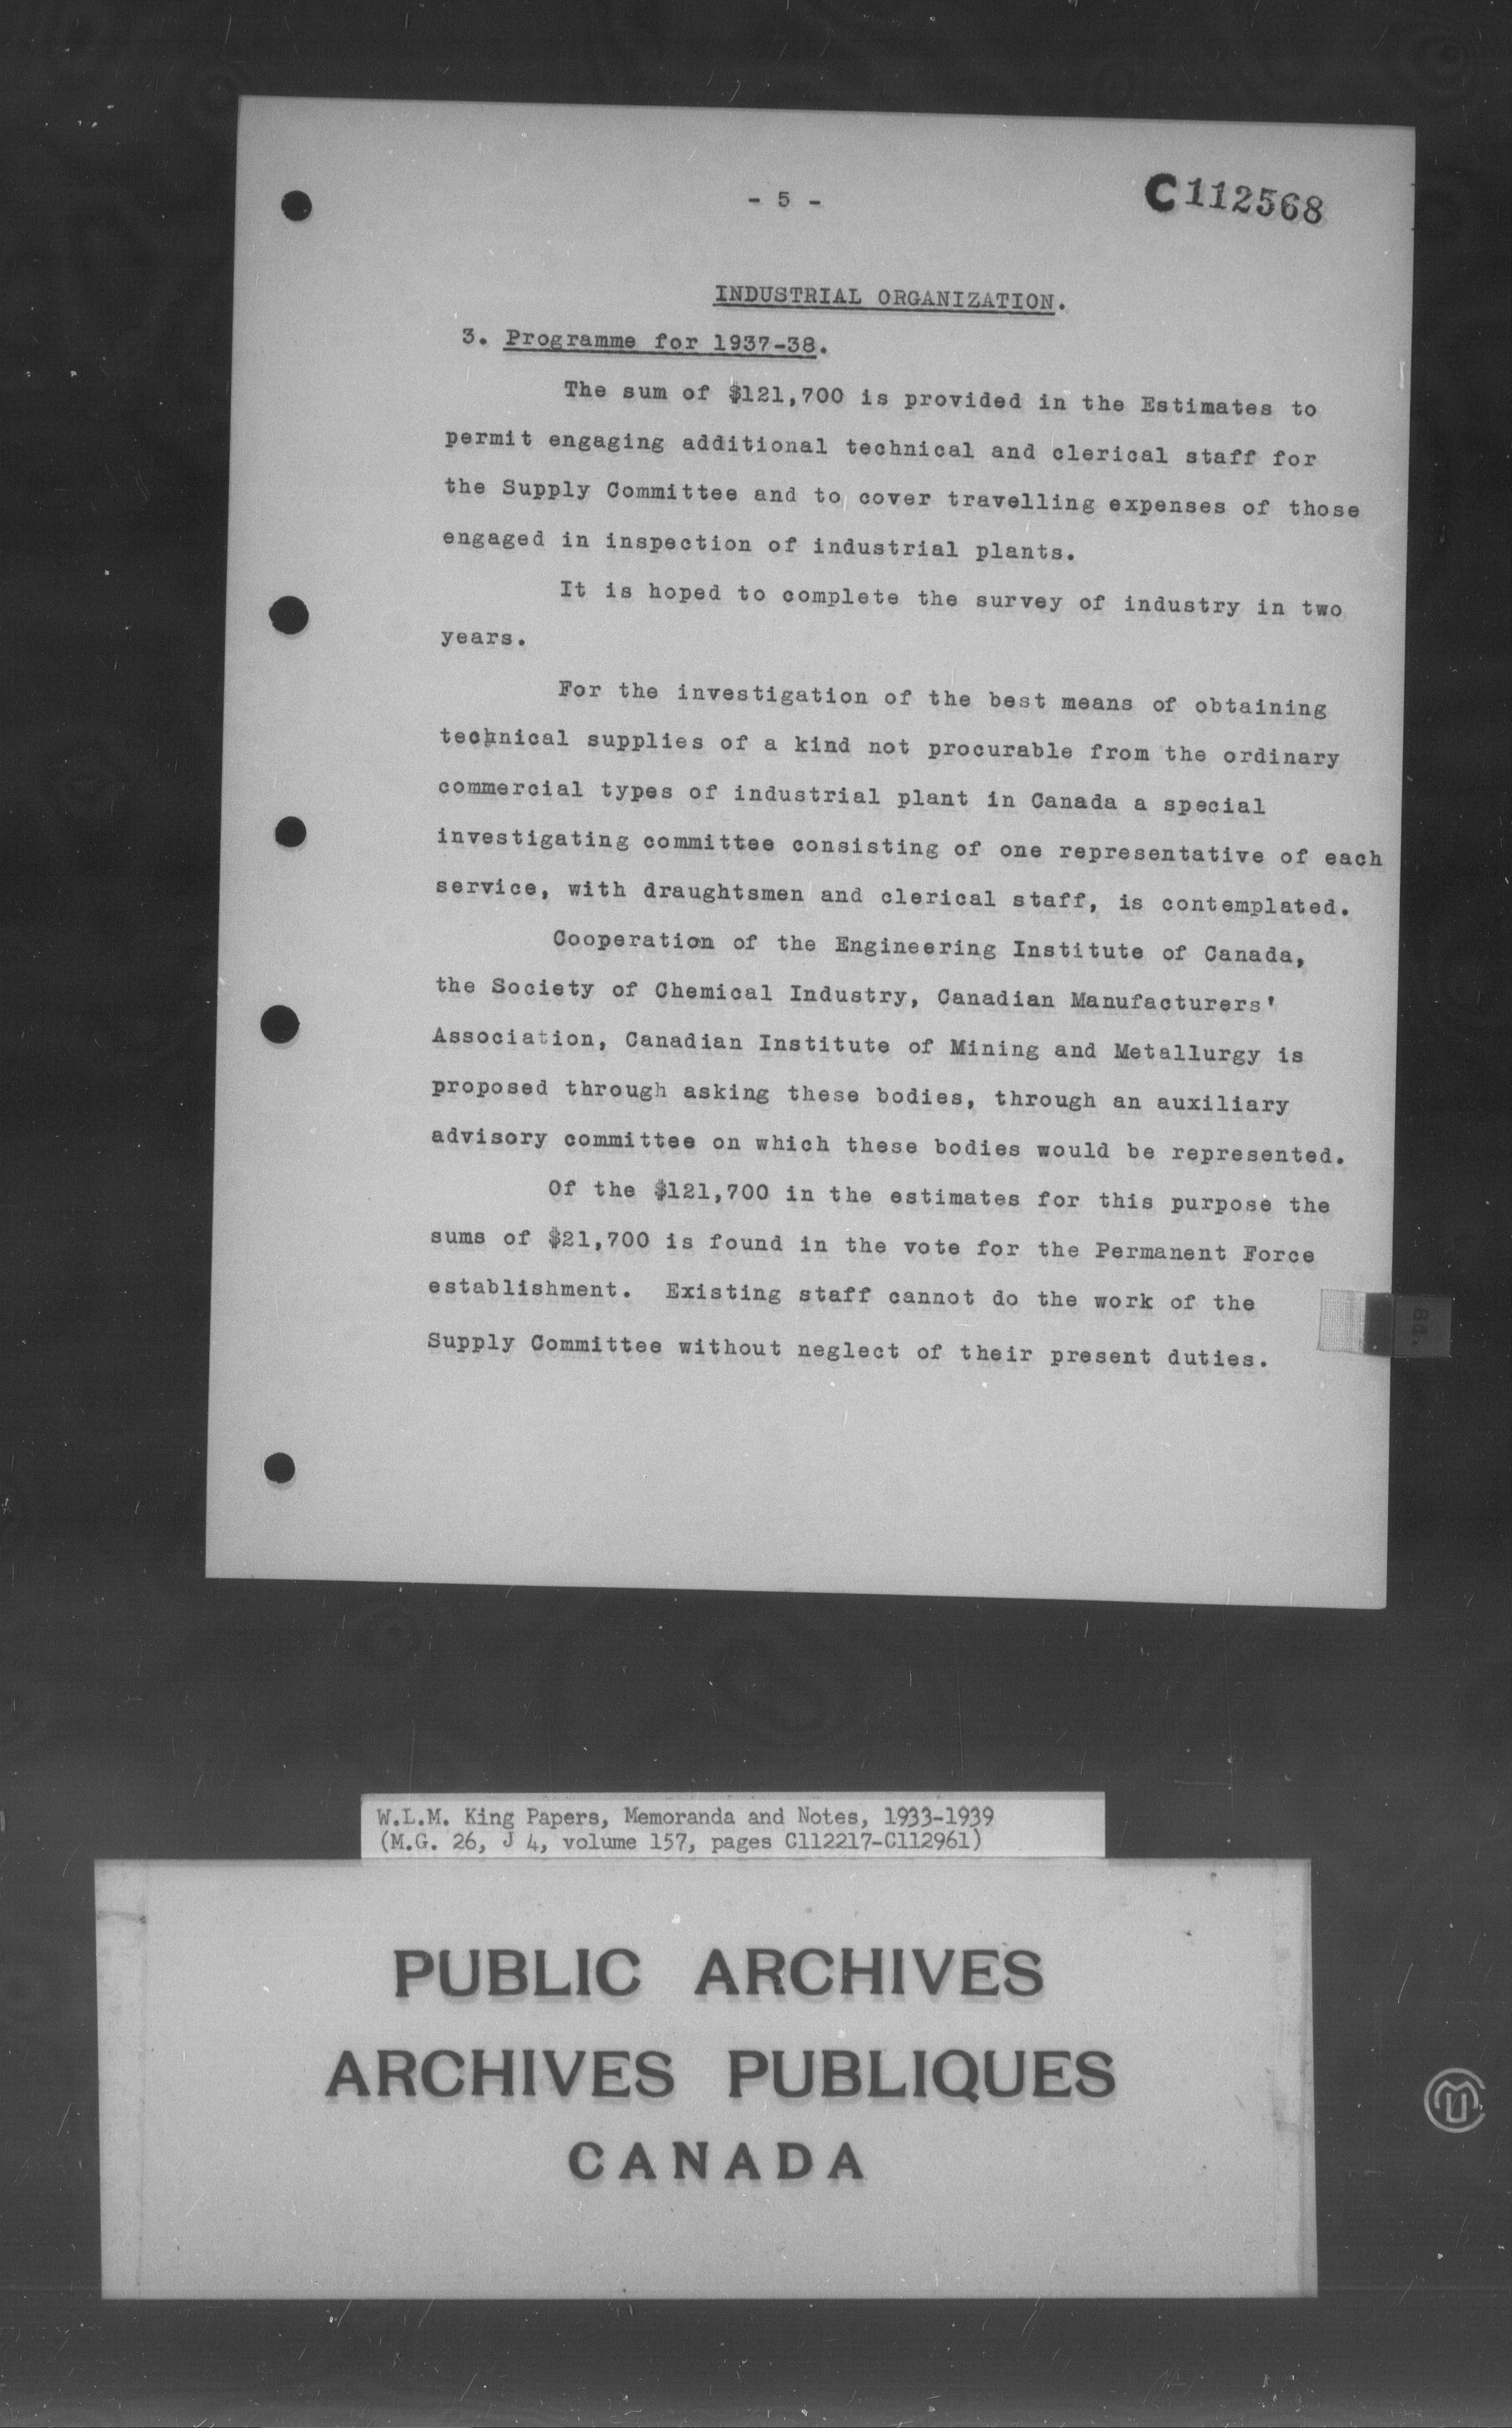 - 5 -
C112568
INDUSTRIAL ORGANIZATION.
3. Programme for 1937-38.
The sum of $121,700 is provided in the Estimates to
permit engaging additional technical and clerical staff for
the Supply Committee and to cover travelling expenses of those
engaged in inspection of industrial plants.
It is hoped to complete the survey of industry in two
years.
For the investigation of the best means of obtaining
technical supplies of a kind not procurable from the ordinary
commercial types of industrial plant in Canada a special
investigating committee consisting of one representative of each
service, with draughtsmen and clerical staff, is contemplated.
Cooperation of the Engineering Institute of Canada,
the Society of Chemical Industry, Canadian Manufacturers'
Association, Canadian Institute of Mining and Metallurgy is
proposed through asking these bodies, through an auxiliary
advisory committee on which these bodies would be represented.
Of the $121,700 in the estimates for this purpose the
sums of $21,700 is found in the vote for the Permanent Force
establishment. Existing staff cannot do the work of the
Supply Committee without neglect of their present duties.
W.L.M. King Papers, Memoranda and Notes, 1933-1939
(M.G. 26, J 4, volume 157, pages C112217-C112961)
PUBLIC ARCHIVES
ARCHIVES PUBLIQUES
CANADA